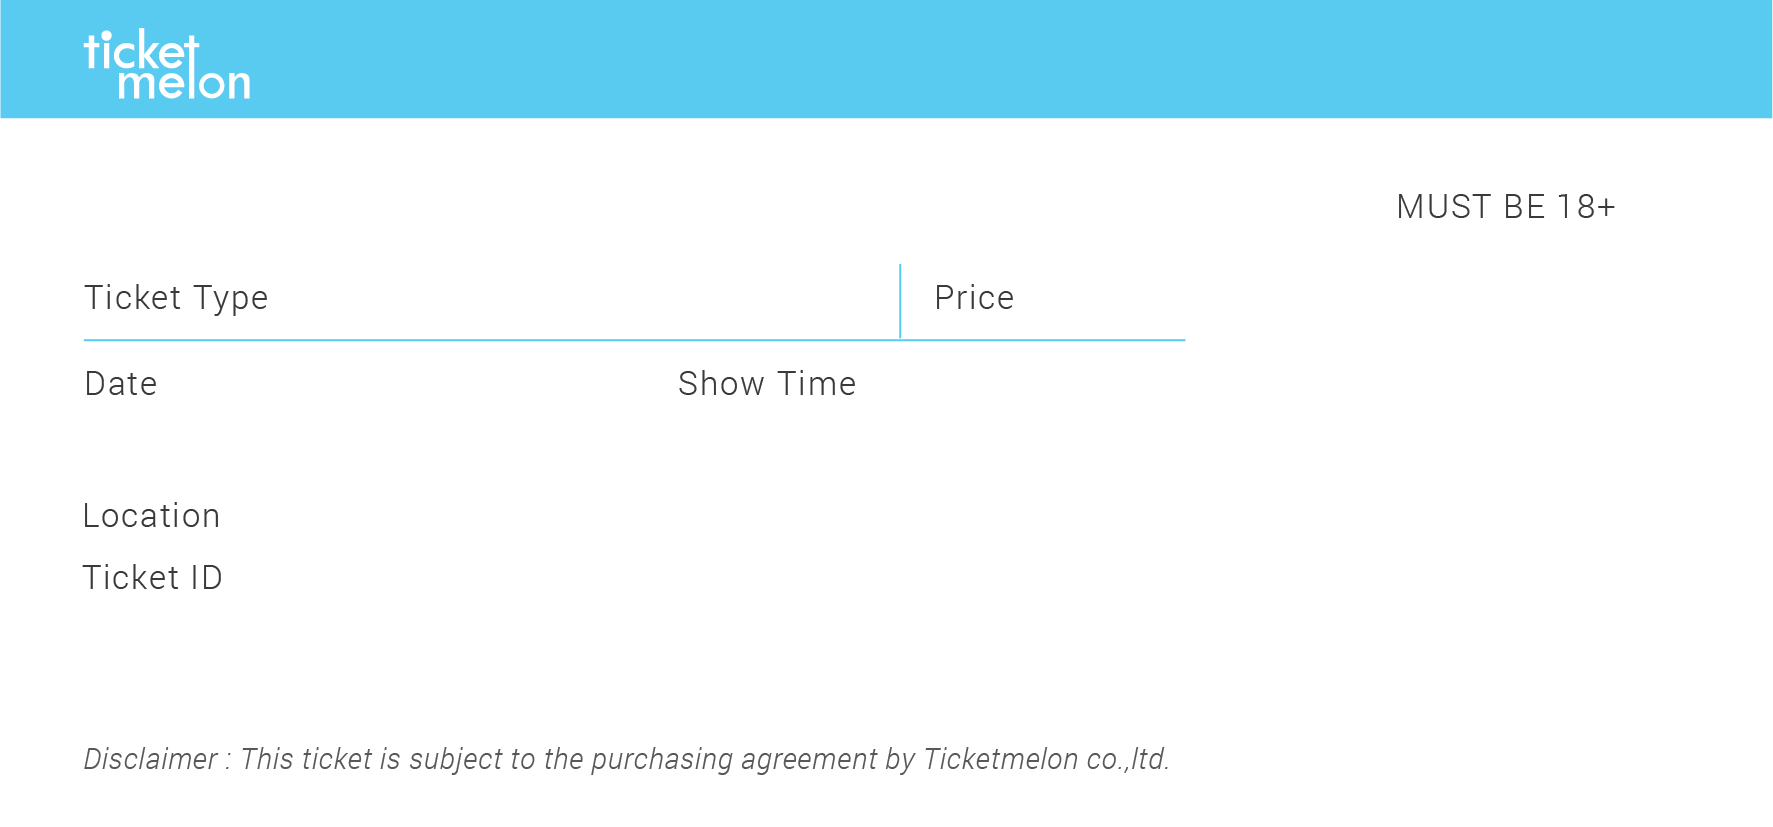 ticket
melon
MUST BE 18+
Ticket Type
Price
Date
Show Time
Location
Ticket ID
Disclaimer : This ticket is subject to the purchasing agreement by Ticketmelon co.,ltd.